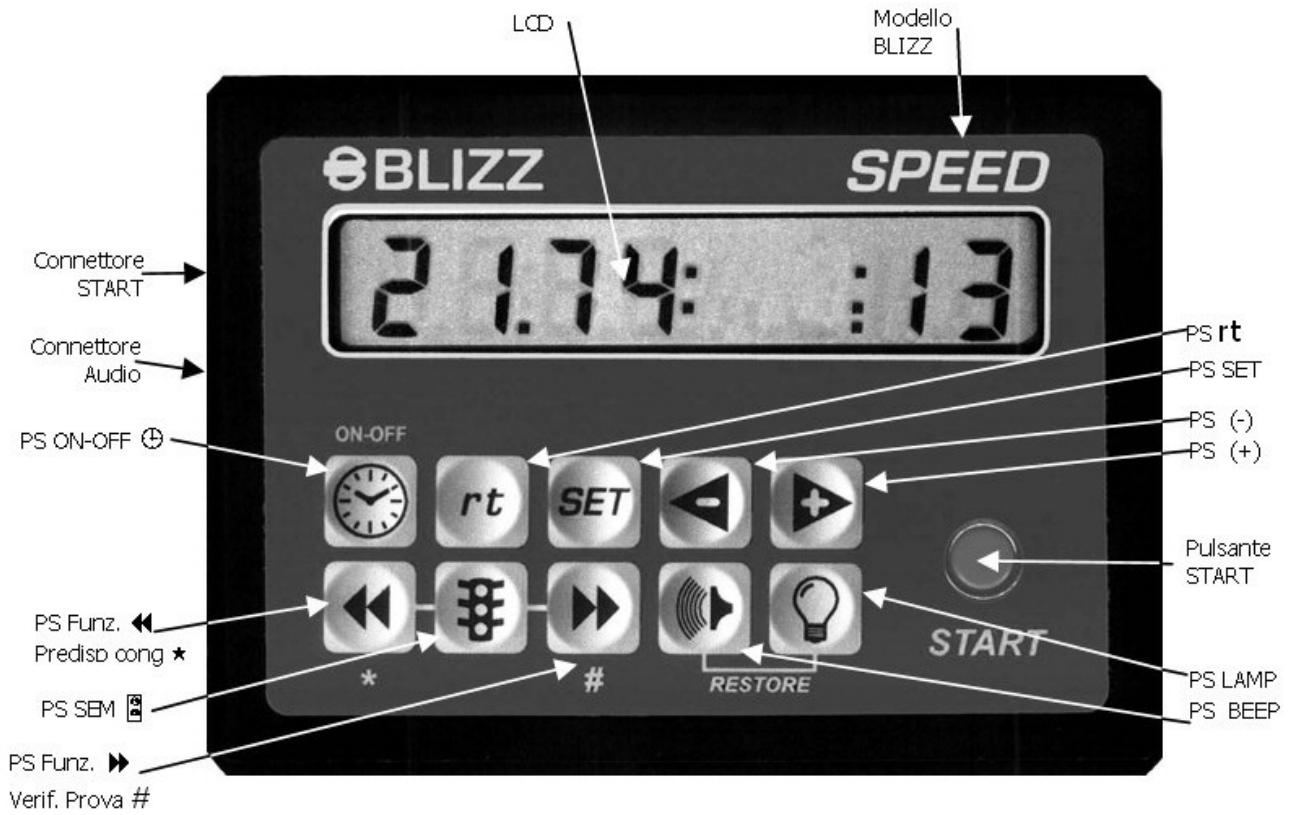 LCD
Modello
BLIZZ
BLIZZ
SPEED
21.74: :13
Connettore
START
Connettore
Audio
PS rt
PS SET
PS (-)
PS (+)
PS ON-OFF
ON-OFF
rt
SET
-
+
Pulsante
START
PS Funz.
Predisp cong ★
*
#
RESTORE
START
PS SEM
PS LAMP
PS BEEP
PS Funz.
Verif. Prova #